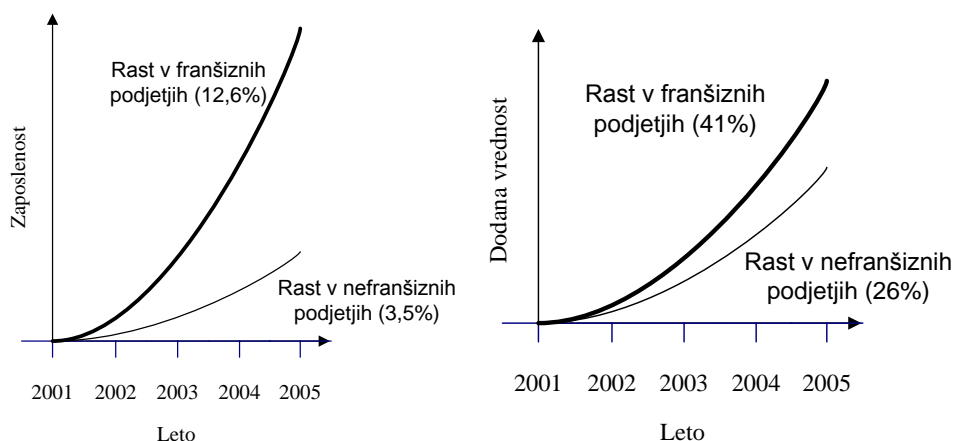 Zaposlenost
Rast v franšiznih
podjetjih (12,6%)
Rast v nefranšiznih
podjetjih (3,5%)
2001 2002 2003 2004 2005
Leto
Dodana vrednost
Rast v franšiznih
podjetjih (41%)
Rast v nefranšiznih
podjetjih (26%)
2001 2002 2003 2004 2005
Leto